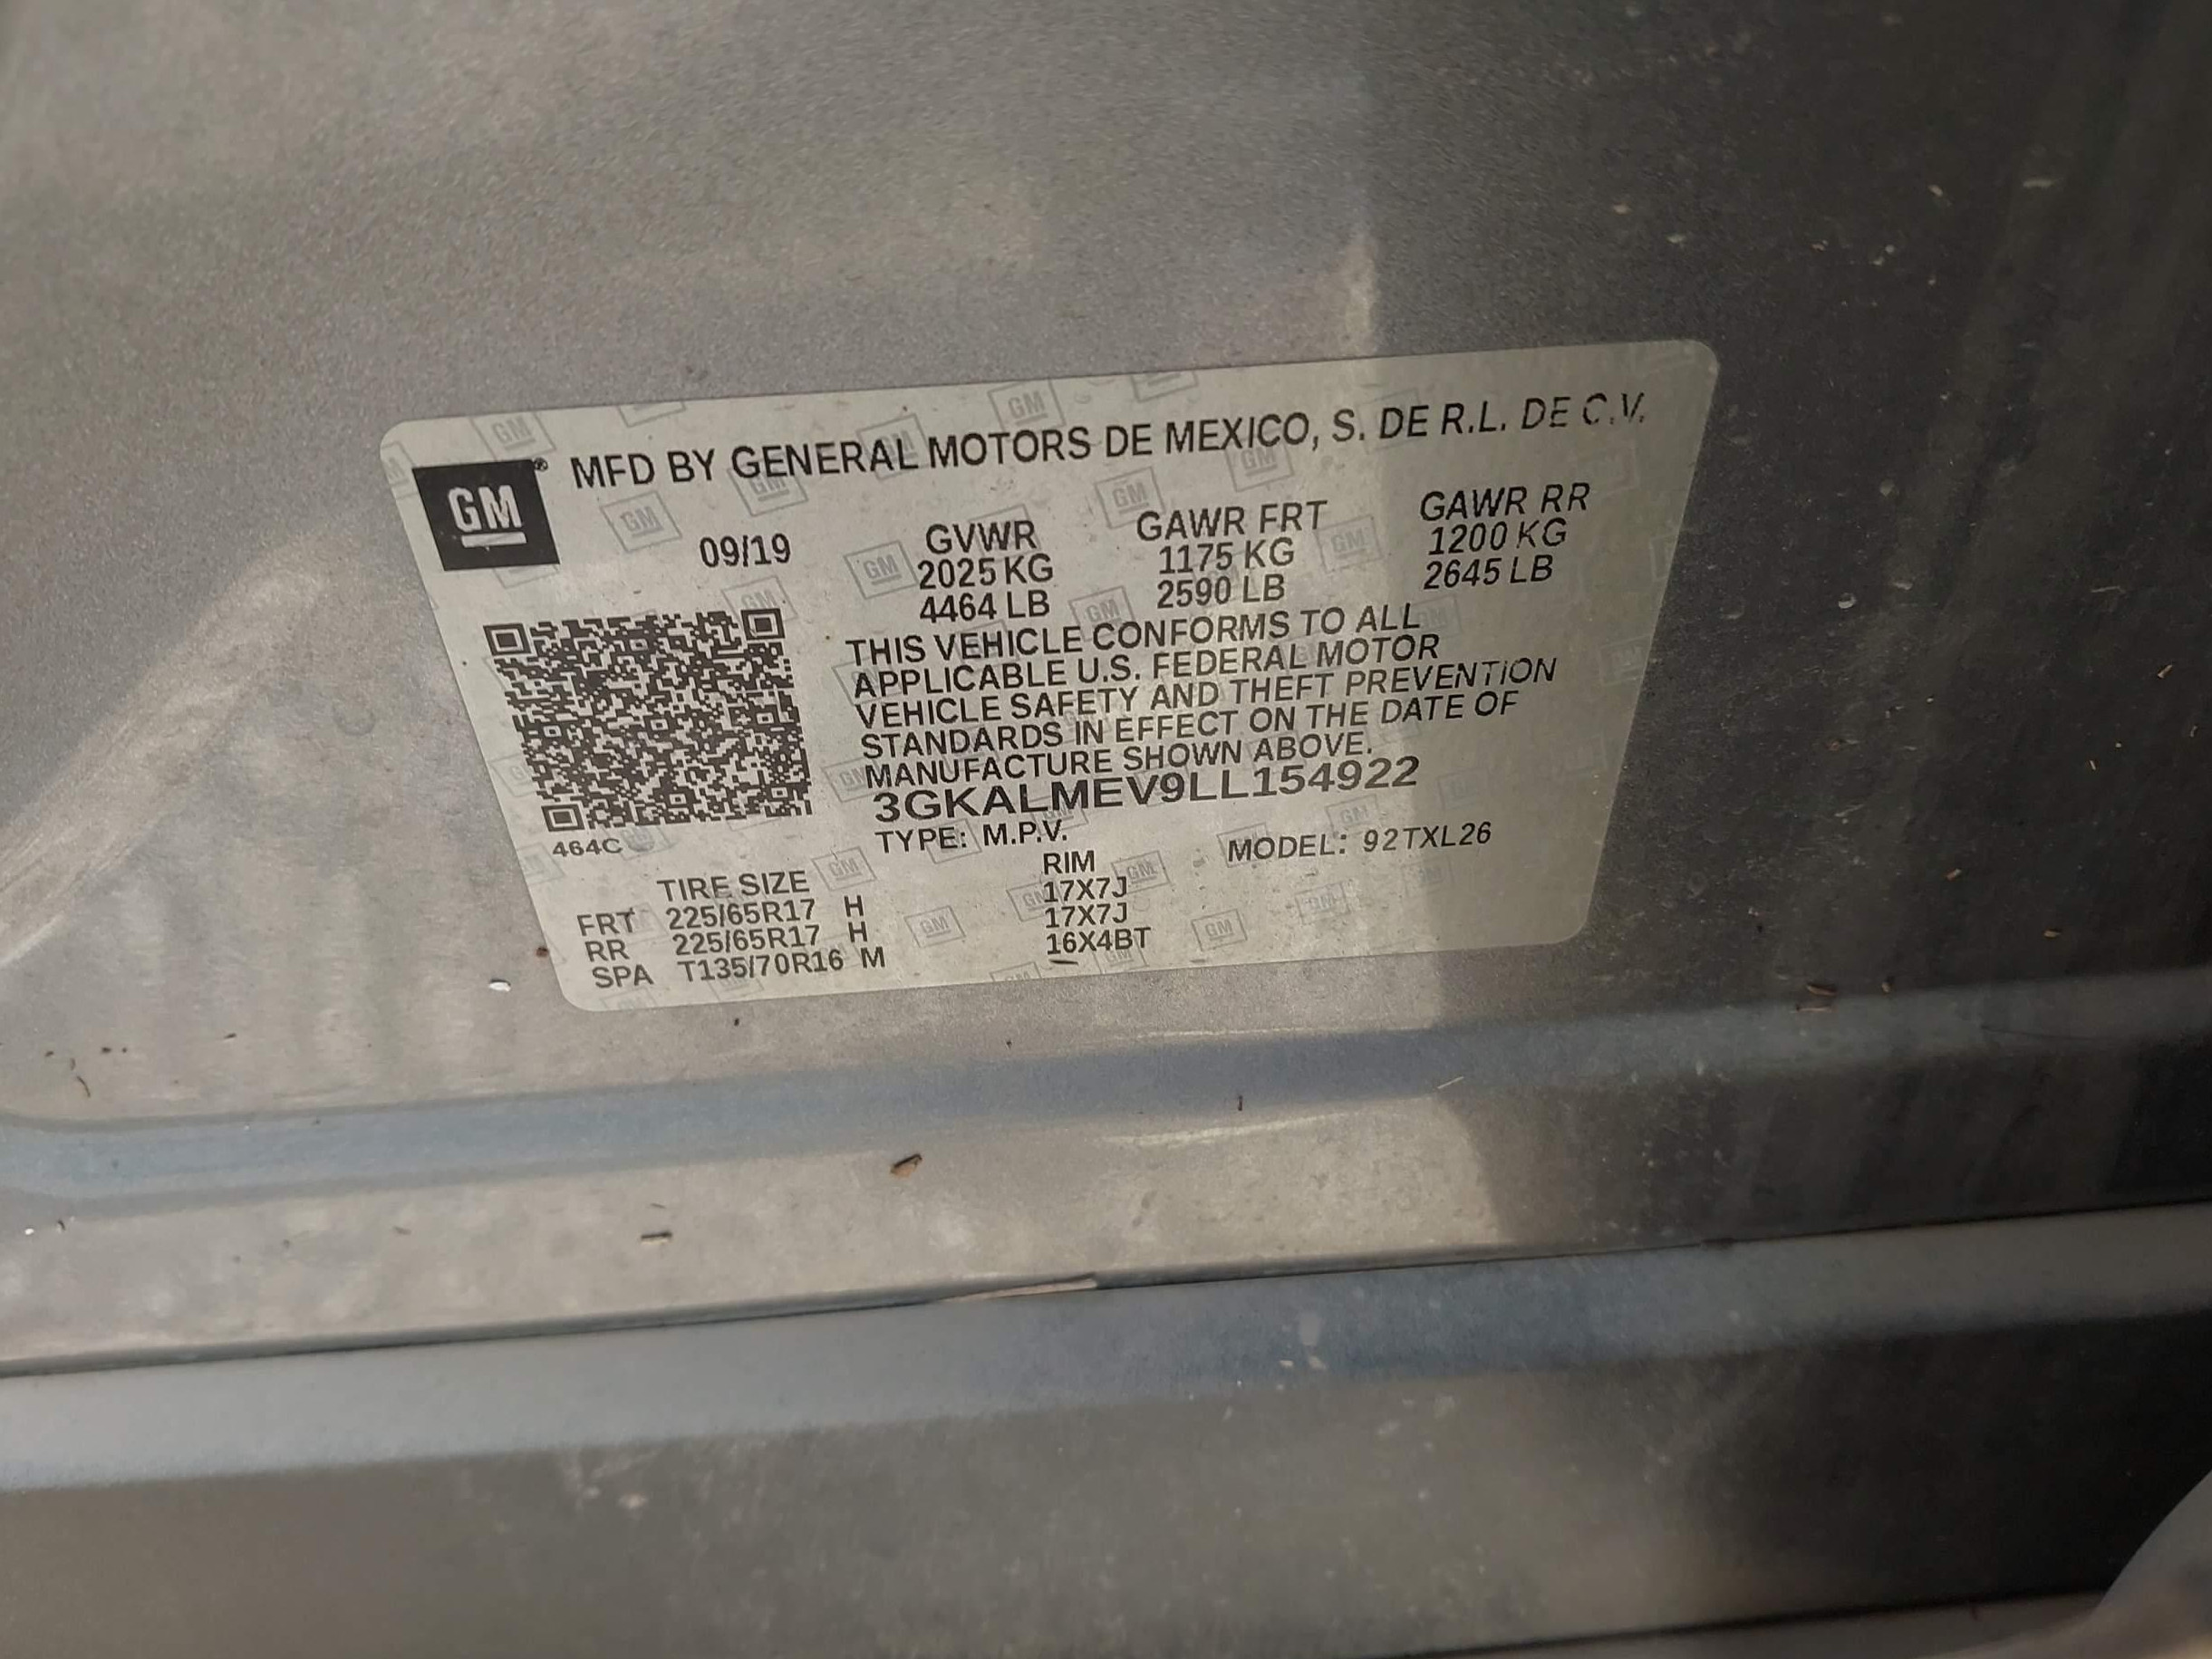 GM® MFD BY GENERAL MOTORS DE MEXICO, S. DE R.L. DE C.V.
09/19 GVWR GAWR FRT GAWR RR
2025 KG 1175 KG 1200 KG
4464 LB 2590 LB 2645 LB
THIS VEHICLE CONFORMS TO ALL
APPLICABLE U.S. FEDERAL MOTOR
VEHICLE SAFETY AND THEFT PREVENTION
STANDARDS IN EFFECT ON THE DATE OF
MANUFACTURE SHOWN ABOVE.
3GKALMEV9LL154922
464C TYPE: M.P.V. MODEL: 92TXL26
TIRE SIZE RIM
FRT 225/65R17 H 17X7J
RR 225/65R17 H 17X7J
SPA T135/70R16 M 16X4BT